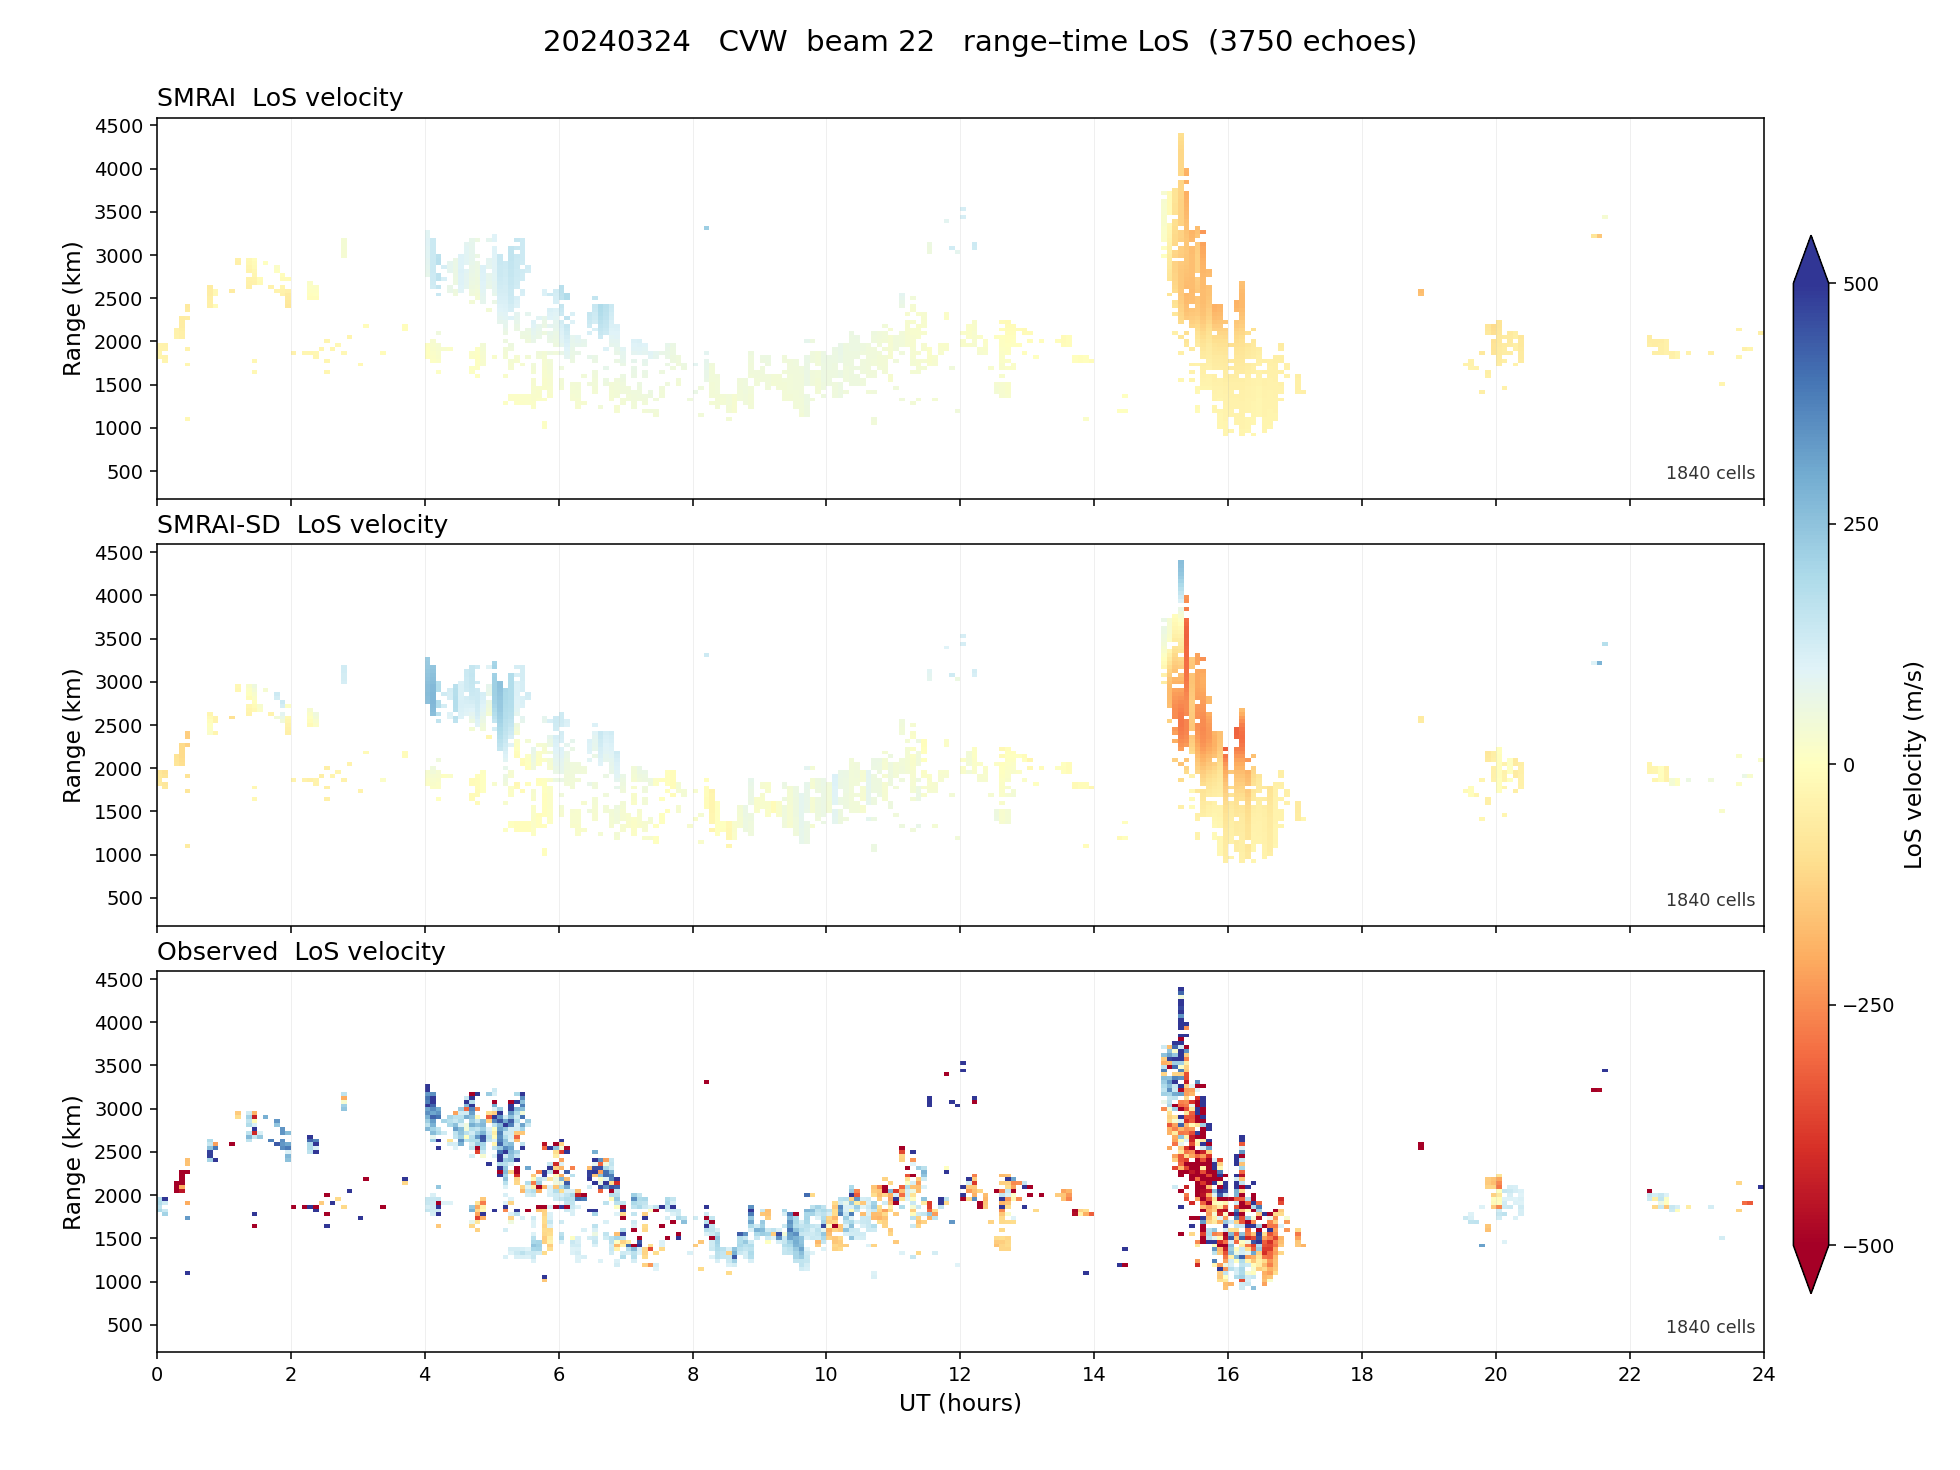 20240324   CVW  beam 22   range–time LoS  (3750 echoes)
SMRAI  LoS velocity
4500
4000
3500
3000
2500
2000
1500
1000
500
Range (km)
1840 cells
SMRAI-SD  LoS velocity
4500
4000
3500
3000
2500
2000
1500
1000
500
Range (km)
1840 cells
Observed  LoS velocity
4500
4000
3500
3000
2500
2000
1500
1000
500
Range (km)
1840 cells
0 2 4 6 8 10 12 14 16 18 20 22 24
UT (hours)
500
250
0
−250
−500
LoS velocity (m/s)